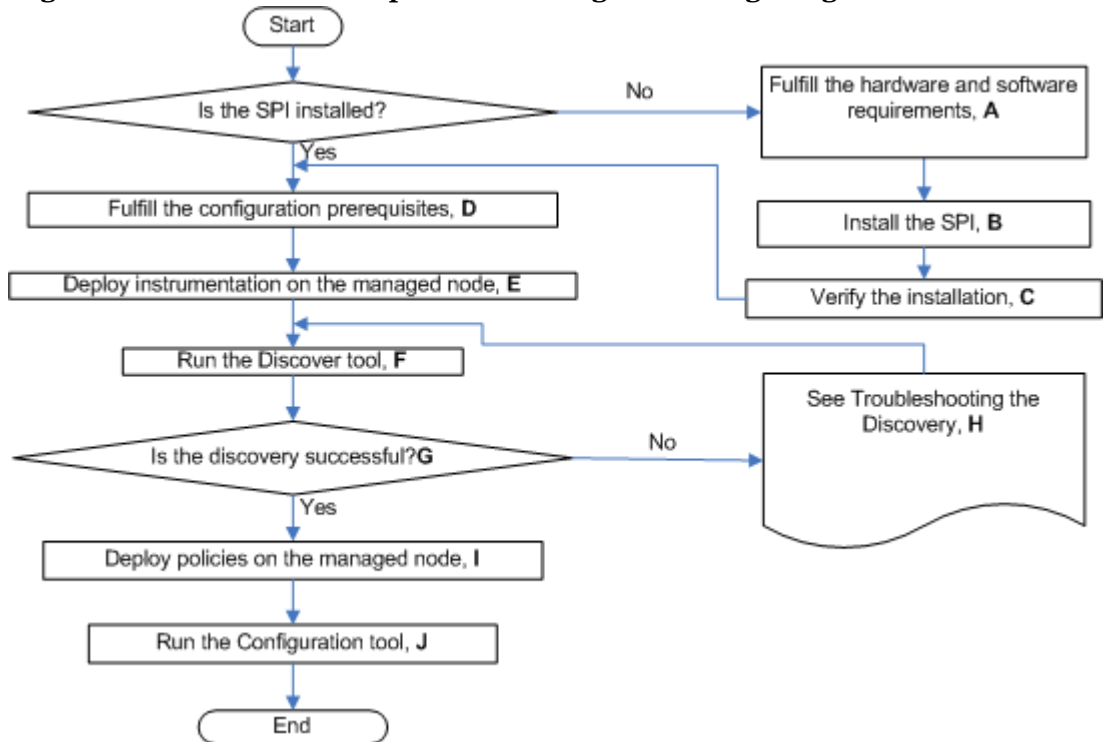 Start
Is the SPI installed?
No
Fulfill the hardware and software
requirements, A
Yes
Fulfill the configuration prerequisites, D
Install the SPI, B
Deploy instrumentation on the managed node, E
Verify the installation, C
Run the Discover tool, F
See Troubleshooting the
Discovery, H
Is the discovery successful?G
No
Yes
Deploy policies on the managed node, I
Run the Configuration tool, J
End